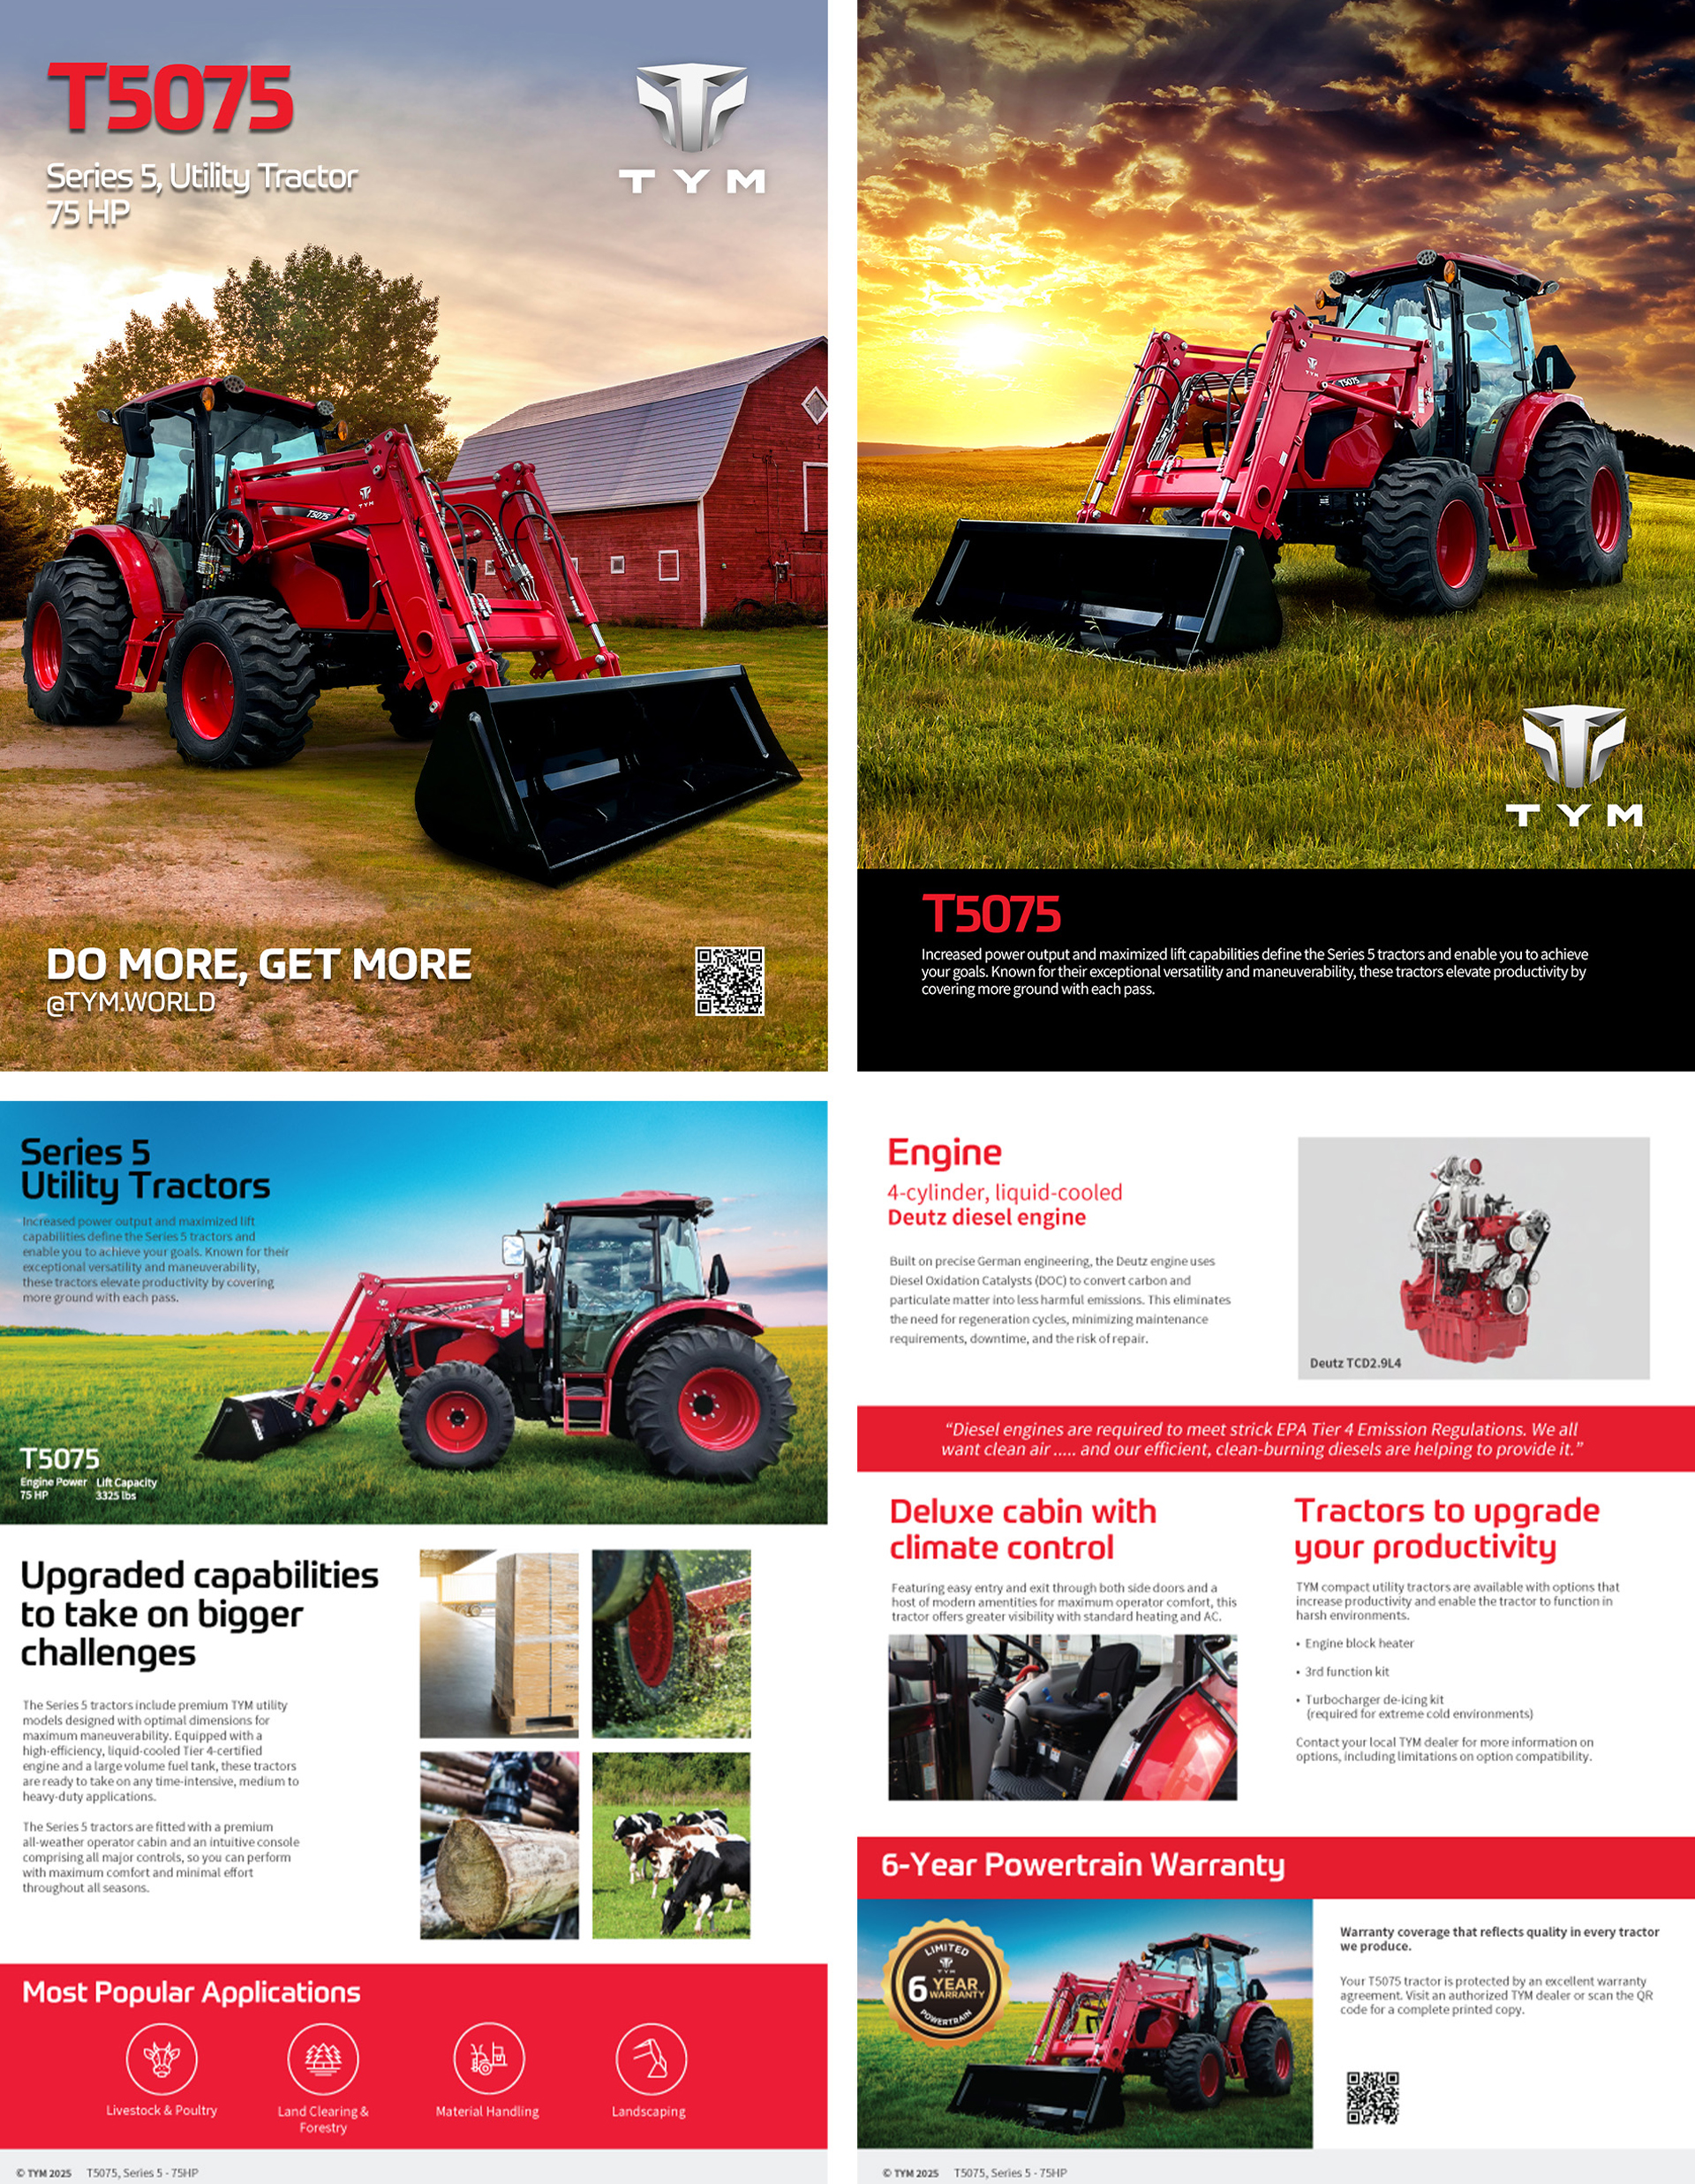 T5075
Series 5, Utility Tractor
75 HP
TYM
T5075
TYM
DO MORE, GET MORE
@TYM.WORLD
T5075
TYM
TYM
T5075
Increased power output and maximized lift capabilities define the Series 5 tractors and enable you to achieve
your goals. Known for their exceptional versatility and maneuverability, these tractors elevate productivity by
covering more ground with each pass.
Series 5
Utility Tractors
Increased power output and maximized lift
capabilities define the Series 5 tractors and
enable you to achieve your goals. Known for their
exceptional versatility and maneuverability,
these tractors elevate productivity by covering
more ground with each pass.
T5075
Engine Power Lift Capacity
75 HP 3325 lbs
Upgraded capabilities
to take on bigger
challenges
The Series 5 tractors include premium TYM utility
models designed with optimal dimensions for
maximum maneuverability. Equipped with a
high-efficiency, liquid-cooled Tier 4-certified
engine and a large volume fuel tank, these tractors
are ready to take on any time-intensive, medium to
heavy-duty applications.
The Series 5 tractors are fitted with a premium
all-weather operator cabin and an intuitive console
comprising all major controls, so you can perform
with maximum comfort and minimal effort
throughout all seasons.
Most Popular Applications
Livestock & Poultry
Land Clearing &
Forestry
Material Handling
Landscaping
© TYM 2025 T5075, Series 5 - 75HP
Engine
4-cylinder, liquid-cooled
Deutz diesel engine
Built on precise German engineering, the Deutz engine uses
Diesel Oxidation Catalysts (DOC) to convert carbon and
particulate matter into less harmful emissions. This eliminates
the need for regeneration cycles, minimizing maintenance
requirements, downtime, and the risk of repair.
Deutz TCD2.9L4
“Diesel engines are required to meet strick EPA Tier 4 Emission Regulations. We all
want clean air ..... and our efficient, clean-burning diesels are helping to provide it.”
Deluxe cabin with
climate control
Featuring easy entry and exit through both side doors and a
host of modern amentities for maximum operator comfort, this
tractor offers greater visibility with standard heating and AC.
Tractors to upgrade
your productivity
TYM compact utility tractors are available with options that
increase productivity and enable the tractor to function in
harsh environments.
• Engine block heater
• 3rd function kit
• Turbocharger de-icing kit
(required for extreme cold environments)
Contact your local TYM dealer for more information on
options, including limitations on option compatibility.
6-Year Powertrain Warranty
LIMITED
TYM
6 YEAR
WARRANTY
POWERTRAIN
Warranty coverage that reflects quality in every tractor
we produce.
Your T5075 tractor is protected by an excellent warranty
agreement. Visit an authorized TYM dealer or scan the QR
code for a complete printed copy.
© TYM 2025 T5075, Series 5 - 75HP